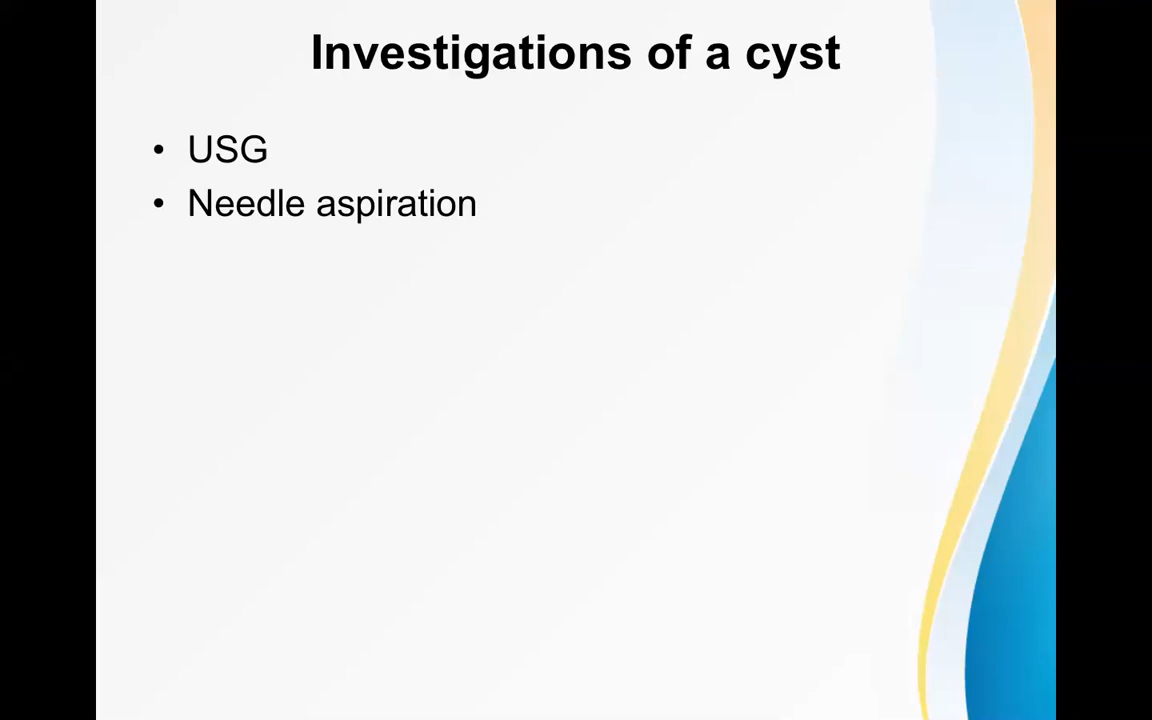 Investigations of a cyst
• USG
• Needle aspiration